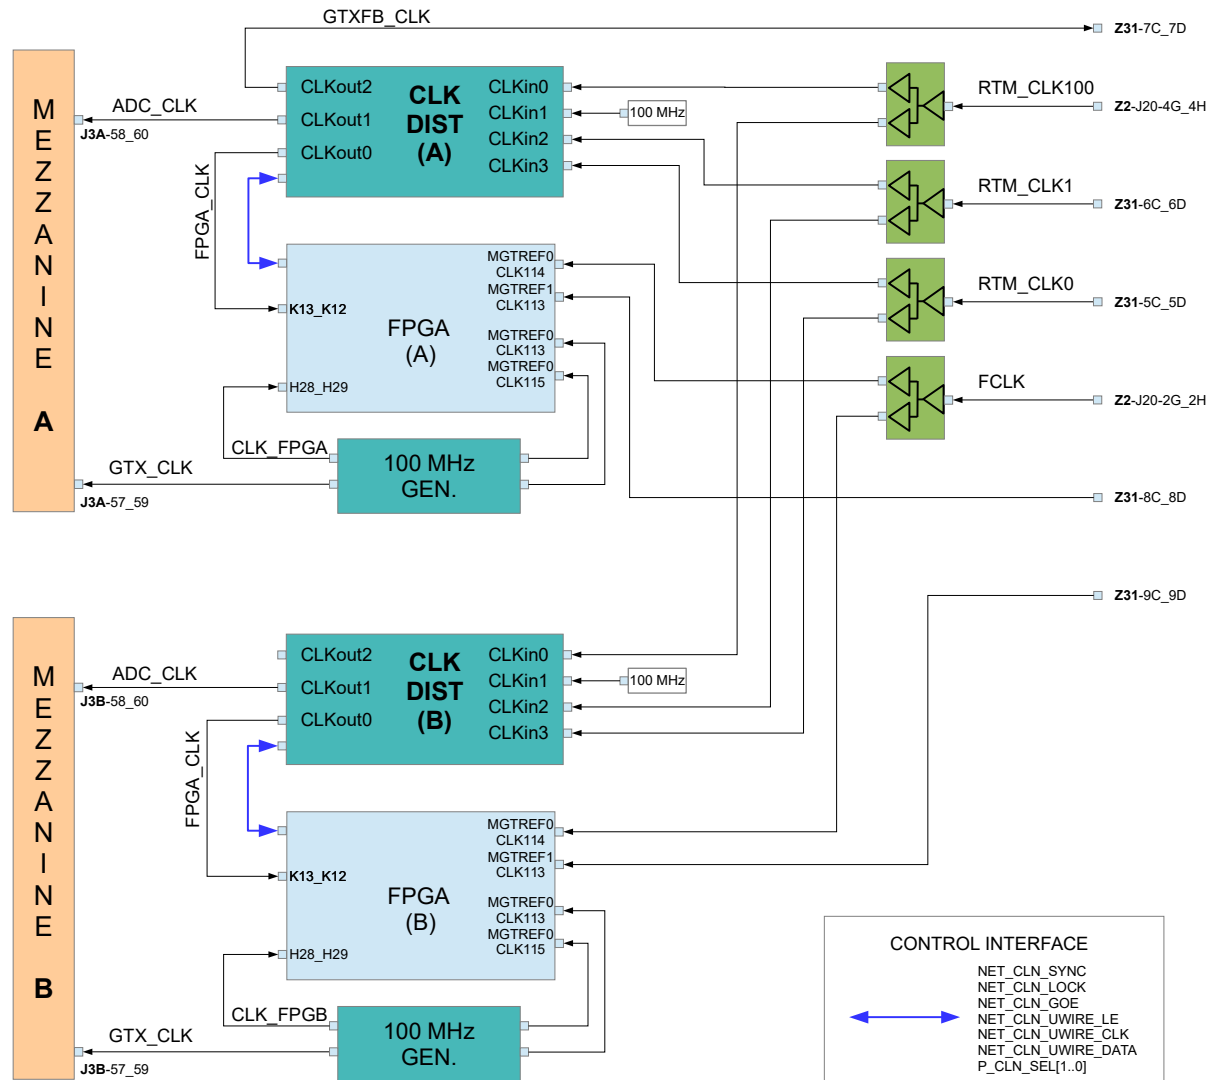 GTXFB_CLK
Z31-7C_7D
MEZZANINE
A
ADC_CLK
J3A-58_60
CLKout2
CLKout1
CLKout0
CLK
DIST
(A)
CLKin0
CLKin1
CLKin2
CLKin3
100 MHz
RTM_CLK100
Z2-J20-4G_4H
RTM_CLK1
Z31-6C_6D
RTM_CLK0
Z31-5C_5D
FCLK
Z2-J20-2G_2H
FPGA_CLK
K13_K12
H28_H29
FPGA
(A)
MGTREF0
CLK114
MGTREF1
CLK113
MGTREF0
CLK113
MGTREF0
CLK115
CLK_FPGA
GTX_CLK
J3A-57_59
100 MHz
GEN.
Z31-8C_8D
Z31-9C_9D
MEZZANINE
B
ADC_CLK
J3B-58_60
CLKout2
CLKout1
CLKout0
CLK
DIST
(B)
CLKin0
CLKin1
CLKin2
CLKin3
100 MHz
FPGA_CLK
K13_K12
H28_H29
FPGA
(B)
MGTREF0
CLK114
MGTREF1
CLK113
MGTREF0
CLK113
MGTREF0
CLK115
CLK_FPGB
GTX_CLK
J3B-57_59
100 MHz
GEN.
CONTROL INTERFACE
NET_CLN_SYNC
NET_CLN_LOCK
NET_CLN_GOE
NET_CLN_UWIRE_LE
NET_CLN_UWIRE_CLK
NET_CLN_UWIRE_DATA
P_CLN_SEL[1..0]